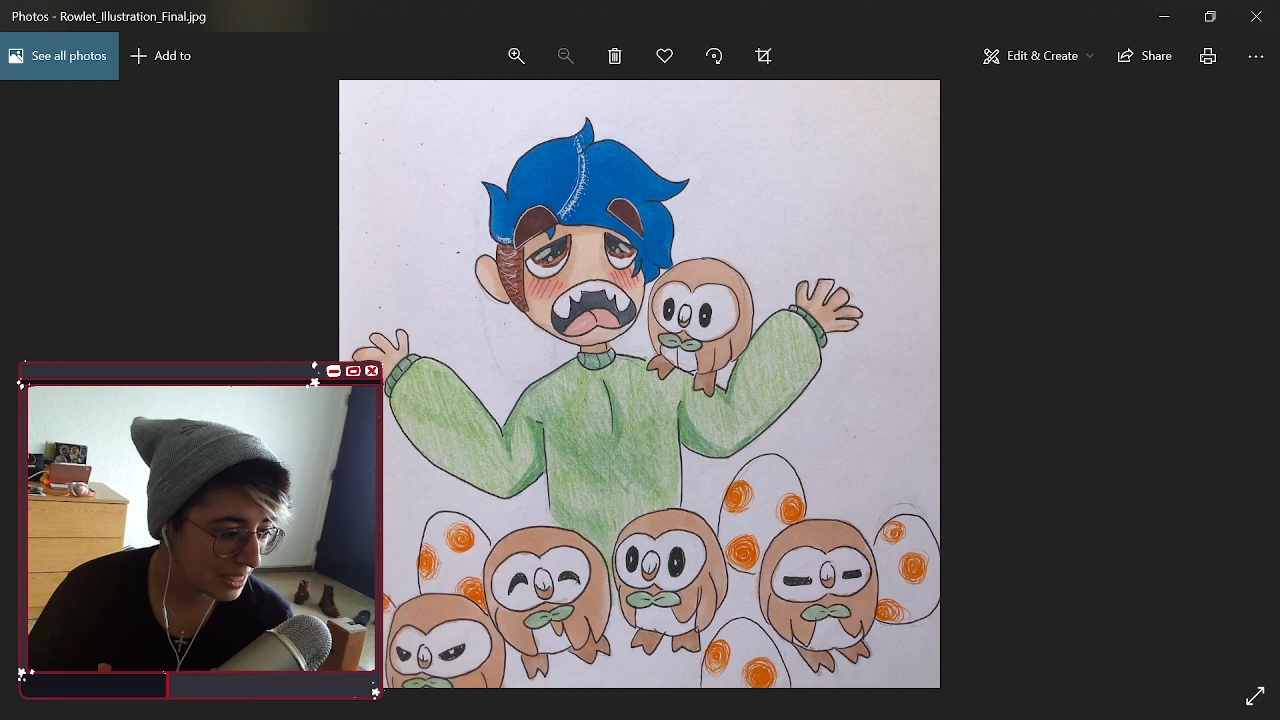 Photos - Rowlet_Illustration_Final.jpg
See all photos
Add to
Edit & Create
Share